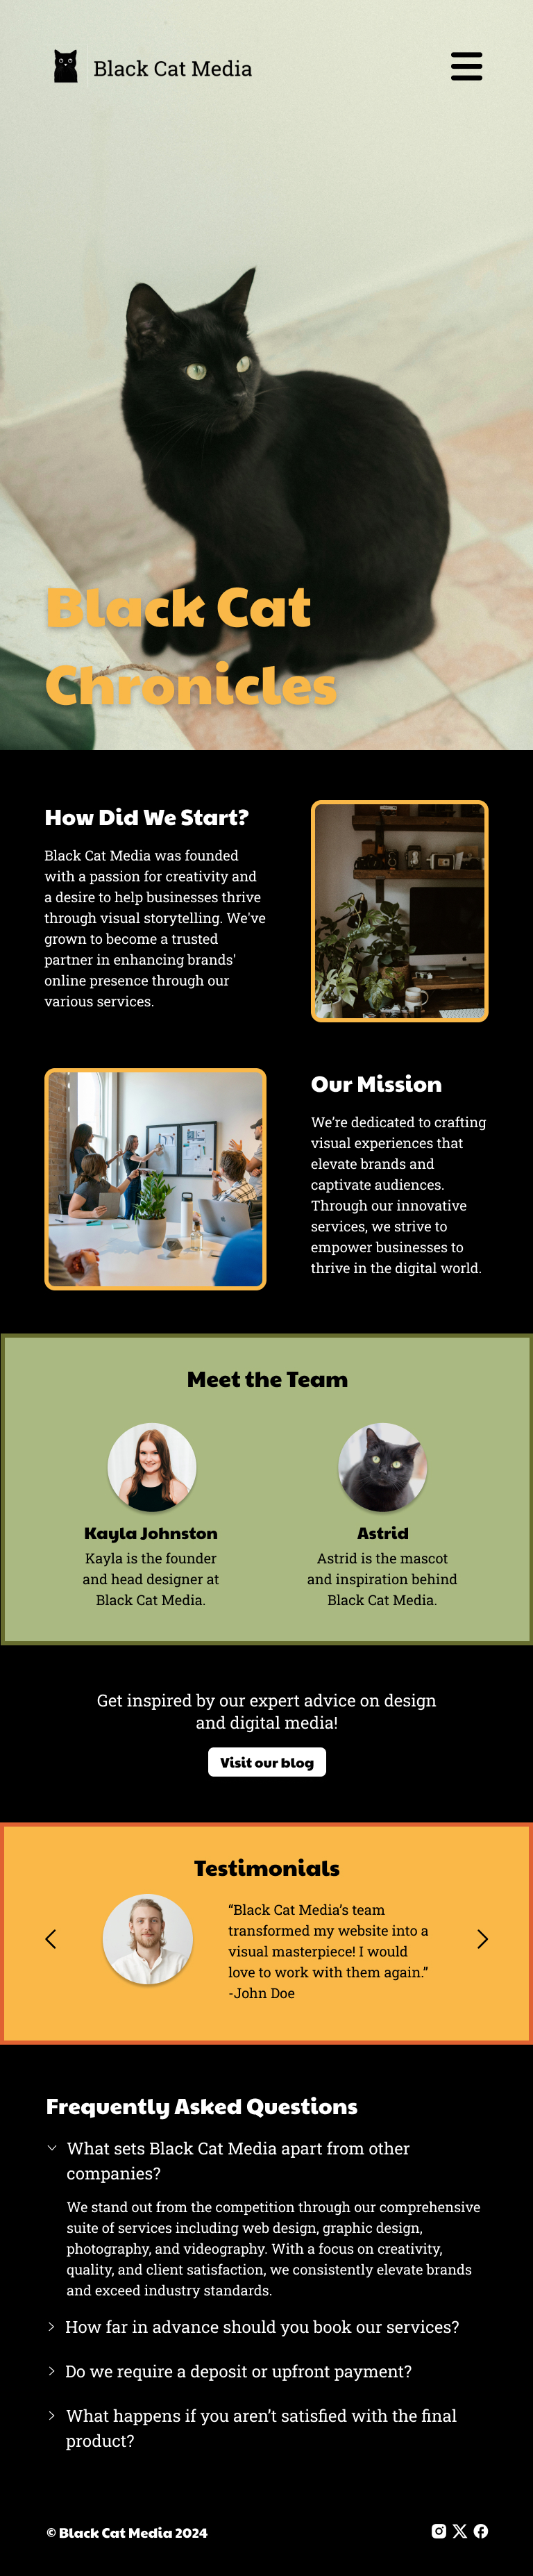 Black Cat Media
Black Cat
Chronicles
How Did We Start?
Black Cat Media was founded
with a passion for creativity and
a desire to help businesses thrive
through visual storytelling. We've
grown to become a trusted
partner in enhancing brands'
online presence through our
various services.
Our Mission
We’re dedicated to crafting
visual experiences that
elevate brands and
captivate audiences.
Through our innovative
services, we strive to
empower businesses to
thrive in the digital world.
Meet the Team
Kayla Johnston
Kayla is the founder
and head designer at
Black Cat Media.
Astrid
Astrid is the mascot
and inspiration behind
Black Cat Media.
Get inspired by our expert advice on design
and digital media!
Visit our blog
Testimonials
“Black Cat Media’s team
transformed my website into a
visual masterpiece! I would
love to work with them again.”
-John Doe
Frequently Asked Questions
What sets Black Cat Media apart from other
companies?
We stand out from the competition through our comprehensive
suite of services including web design, graphic design,
photography, and videography. With a focus on creativity,
quality, and client satisfaction, we consistently elevate brands
and exceed industry standards.
How far in advance should you book our services?
Do we require a deposit or upfront payment?
What happens if you aren’t satisfied with the final
product?
© Black Cat Media 2024